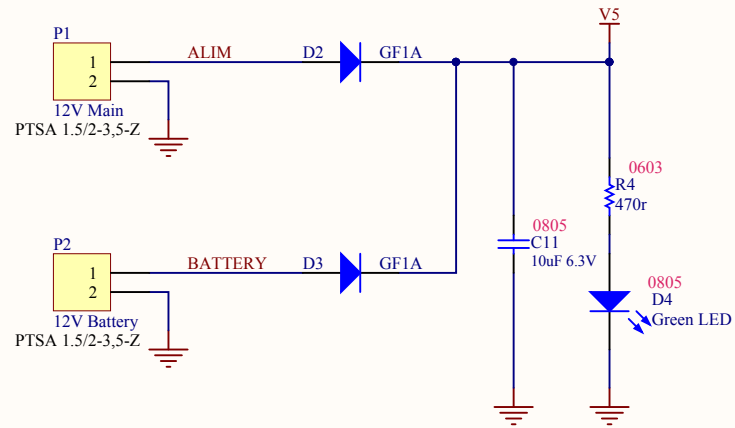 V5
P1
ALIM
D2
GF1A
1
2
12V Main
PTSA 1.5/2-3,5-Z
0603
R4
470r
P2
0805
C11
10uF 6.3V
BATTERY
D3
GF1A
1
2
0805
D4
Green LED
12V Battery
PTSA 1.5/2-3,5-Z